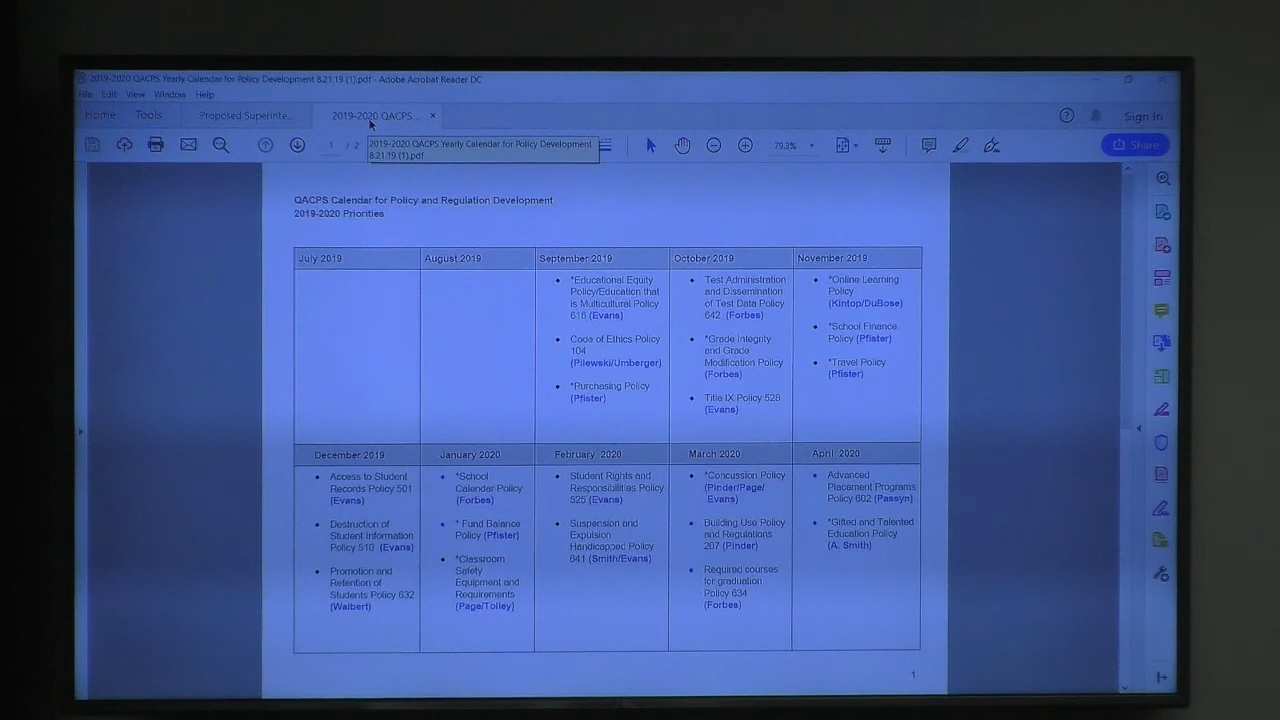 2019-2020 QACPS Yearly Calendar for Policy Development 8.21.19 (1).pdf - Adobe Acrobat Reader DC
File Edit View Window Help
Home Tools Proposed Superinte... 2019-2020 QACPS ... × Sign In
1 / 2 79.3% Share
2019-2020 QACPS Yearly Calendar for Policy Development
8.21.19 (1).pdf
QACPS Calendar for Policy and Regulation Development
2019-2020 Priorities
July 2019
August 2019
September 2019
• *Educational Equity
Policy/Education that
is Multicultural Policy
616 (Evans)
• Code of Ethics Policy
104
(Pilewski/Umberger)
• *Purchasing Policy
(Pfister)
October 2019
• Test Administration
and Dissemination
of Test Data Policy
642 (Forbes)
• *Grade Integrity
and Grade
Modification Policy
(Forbes)
• Title IX Policy 528
(Evans)
November 2019
• *Online Learning
Policy
(Kintop/DuBose)
• *School Finance
Policy (Pfister)
• *Travel Policy
(Pfister)
December 2019
• Access to Student
Records Policy 501
(Evans)
• Destruction of
Student Information
Policy 510 (Evans)
• Promotion and
Retention of
Students Policy 632
(Walbert)
January 2020
• *School
Calendar Policy
(Forbes)
• * Fund Balance
Policy (Pfister)
• *Classroom
Safety
Equipment and
Requirements
(Page/Tolley)
February 2020
• Student Rights and
Responsibilities Policy
525 (Evans)
• Suspension and
Expulsion
Handicapped Policy
641 (Smith/Evans)
March 2020
• *Concussion Policy
(Pinder/Page/
Evans)
• Building Use Policy
and Regulations
207 (Pinder)
• Required courses
for graduation
Policy 634
(Forbes)
April 2020
• Advanced
Placement Programs
Policy 602 (Passyn)
• *Gifted and Talented
Education Policy
(A. Smith)
1